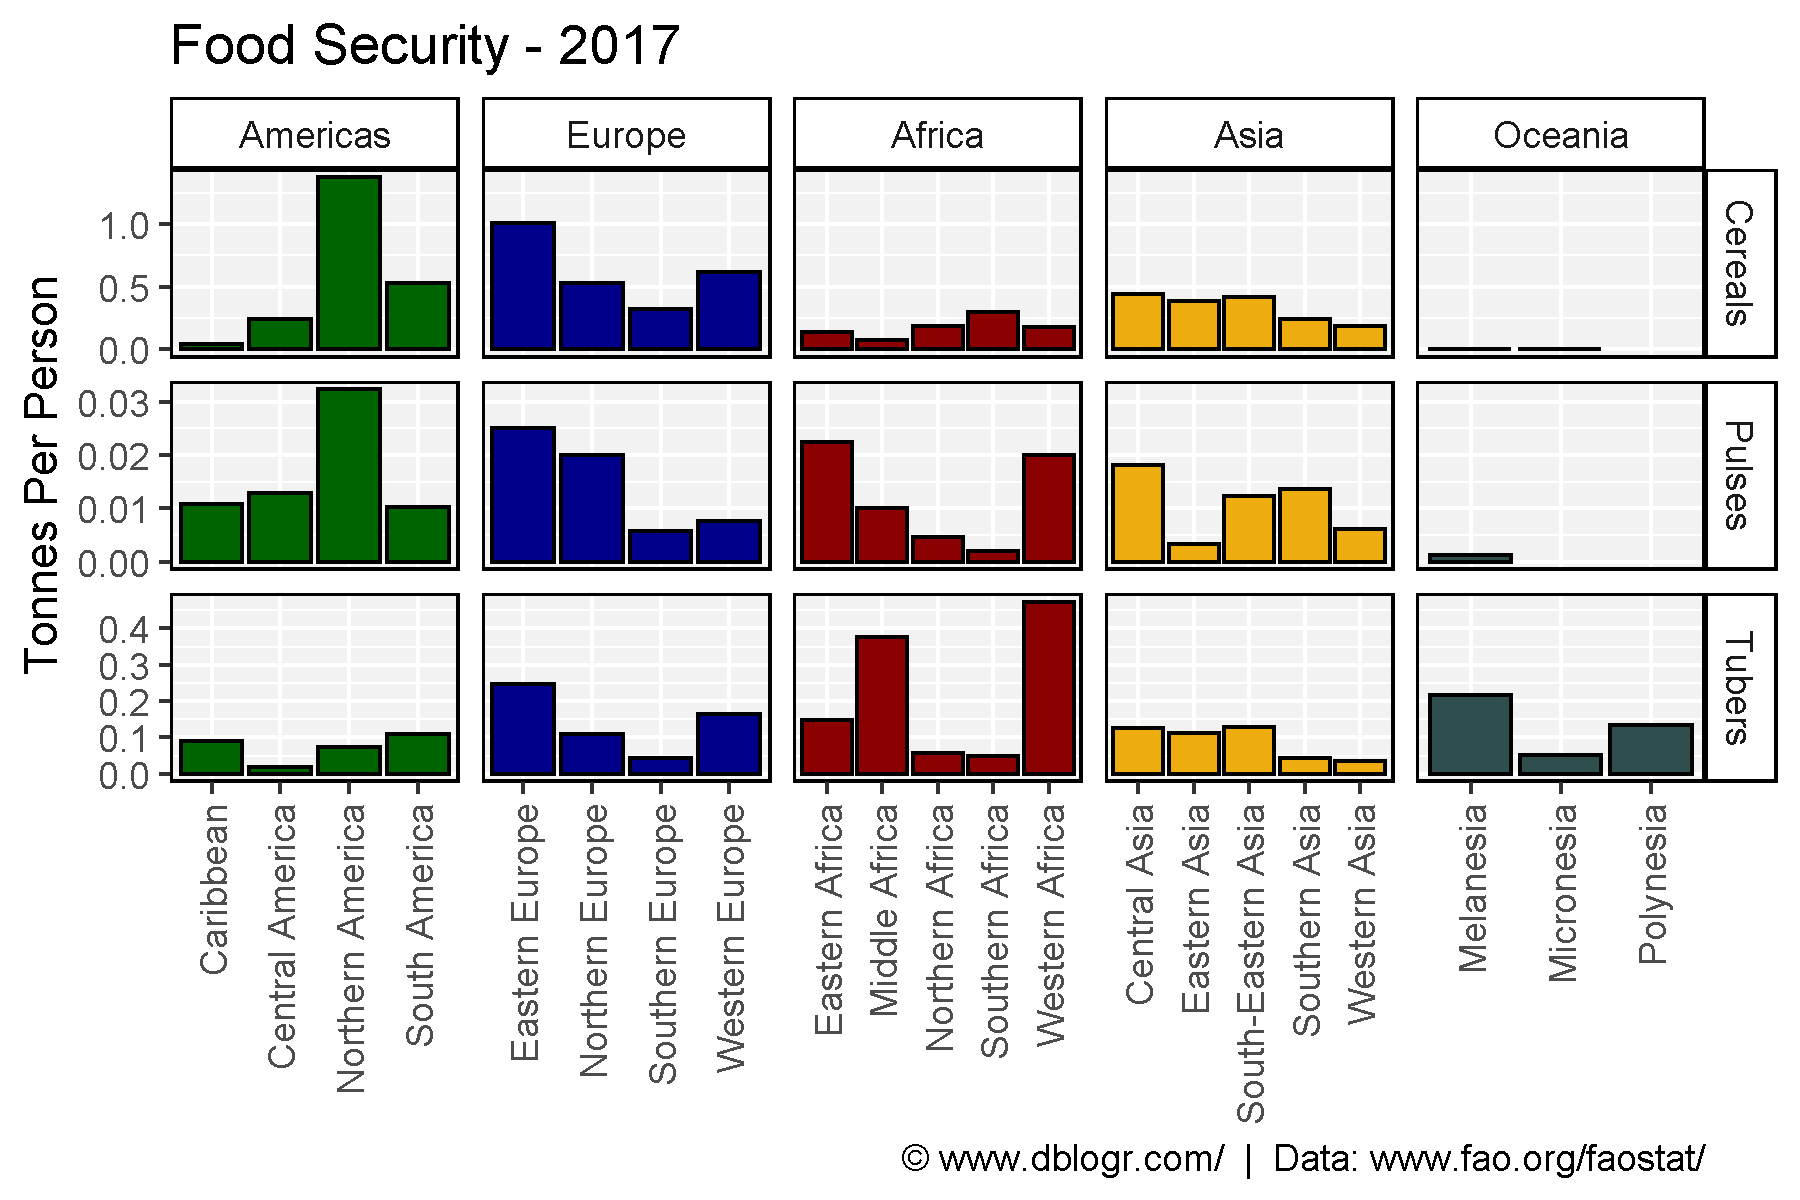 Food Security - 2017
Americas
Europe
Africa
Asia
Oceania
Tonnes Per Person
1.0
0.5
0.0
Cereals
0.03
0.02
0.01
0.00
Pulses
0.4
0.3
0.2
0.1
0.0
Tubers
Caribbean
Central America
Northern America
South America
Eastern Europe
Northern Europe
Southern Europe
Western Europe
Eastern Africa
Middle Africa
Northern Africa
Southern Africa
Western Africa
Central Asia
Eastern Asia
South-Eastern Asia
Southern Asia
Western Asia
Melanesia
Micronesia
Polynesia
© www.dblogr.com/ | Data: www.fao.org/faostat/